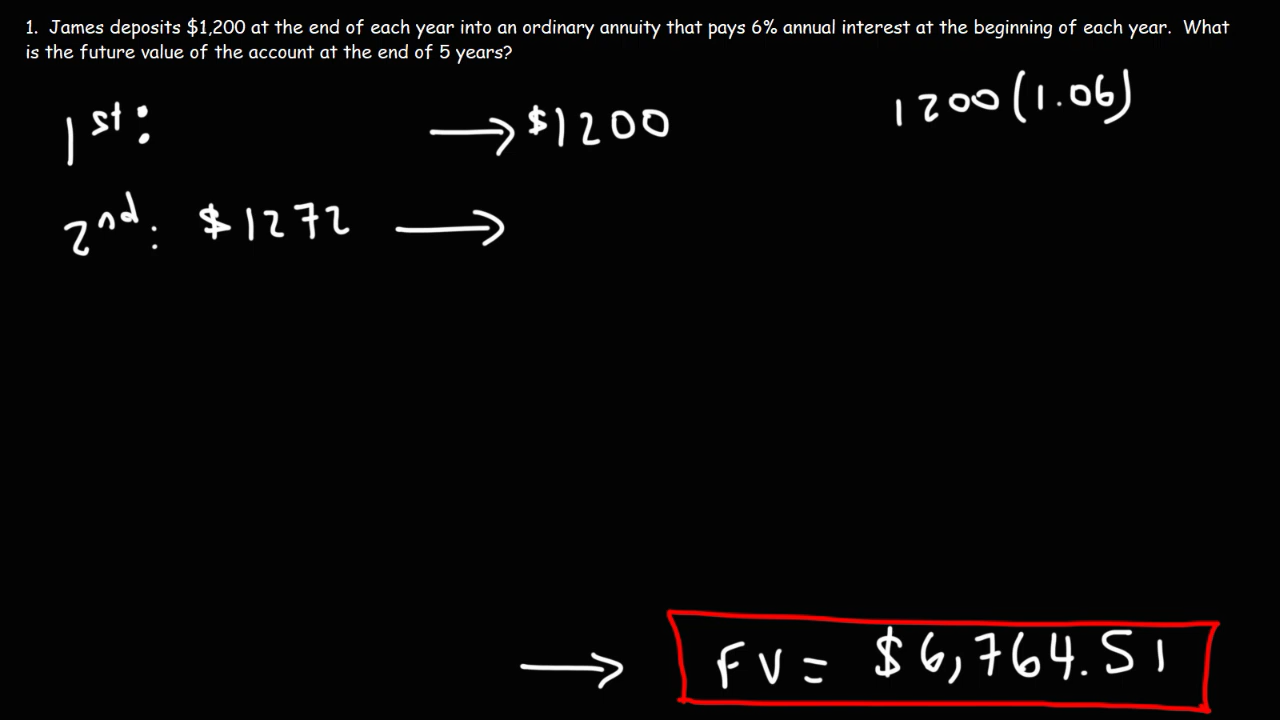 1. James deposits $1,200 at the end of each year into an ordinary annuity that pays 6% annual interest at the beginning of each year. What
is the future value of the account at the end of 5 years?
1200(1.06)
1st: → $1200
2nd: $1272 →
→ FV = $6,764.51